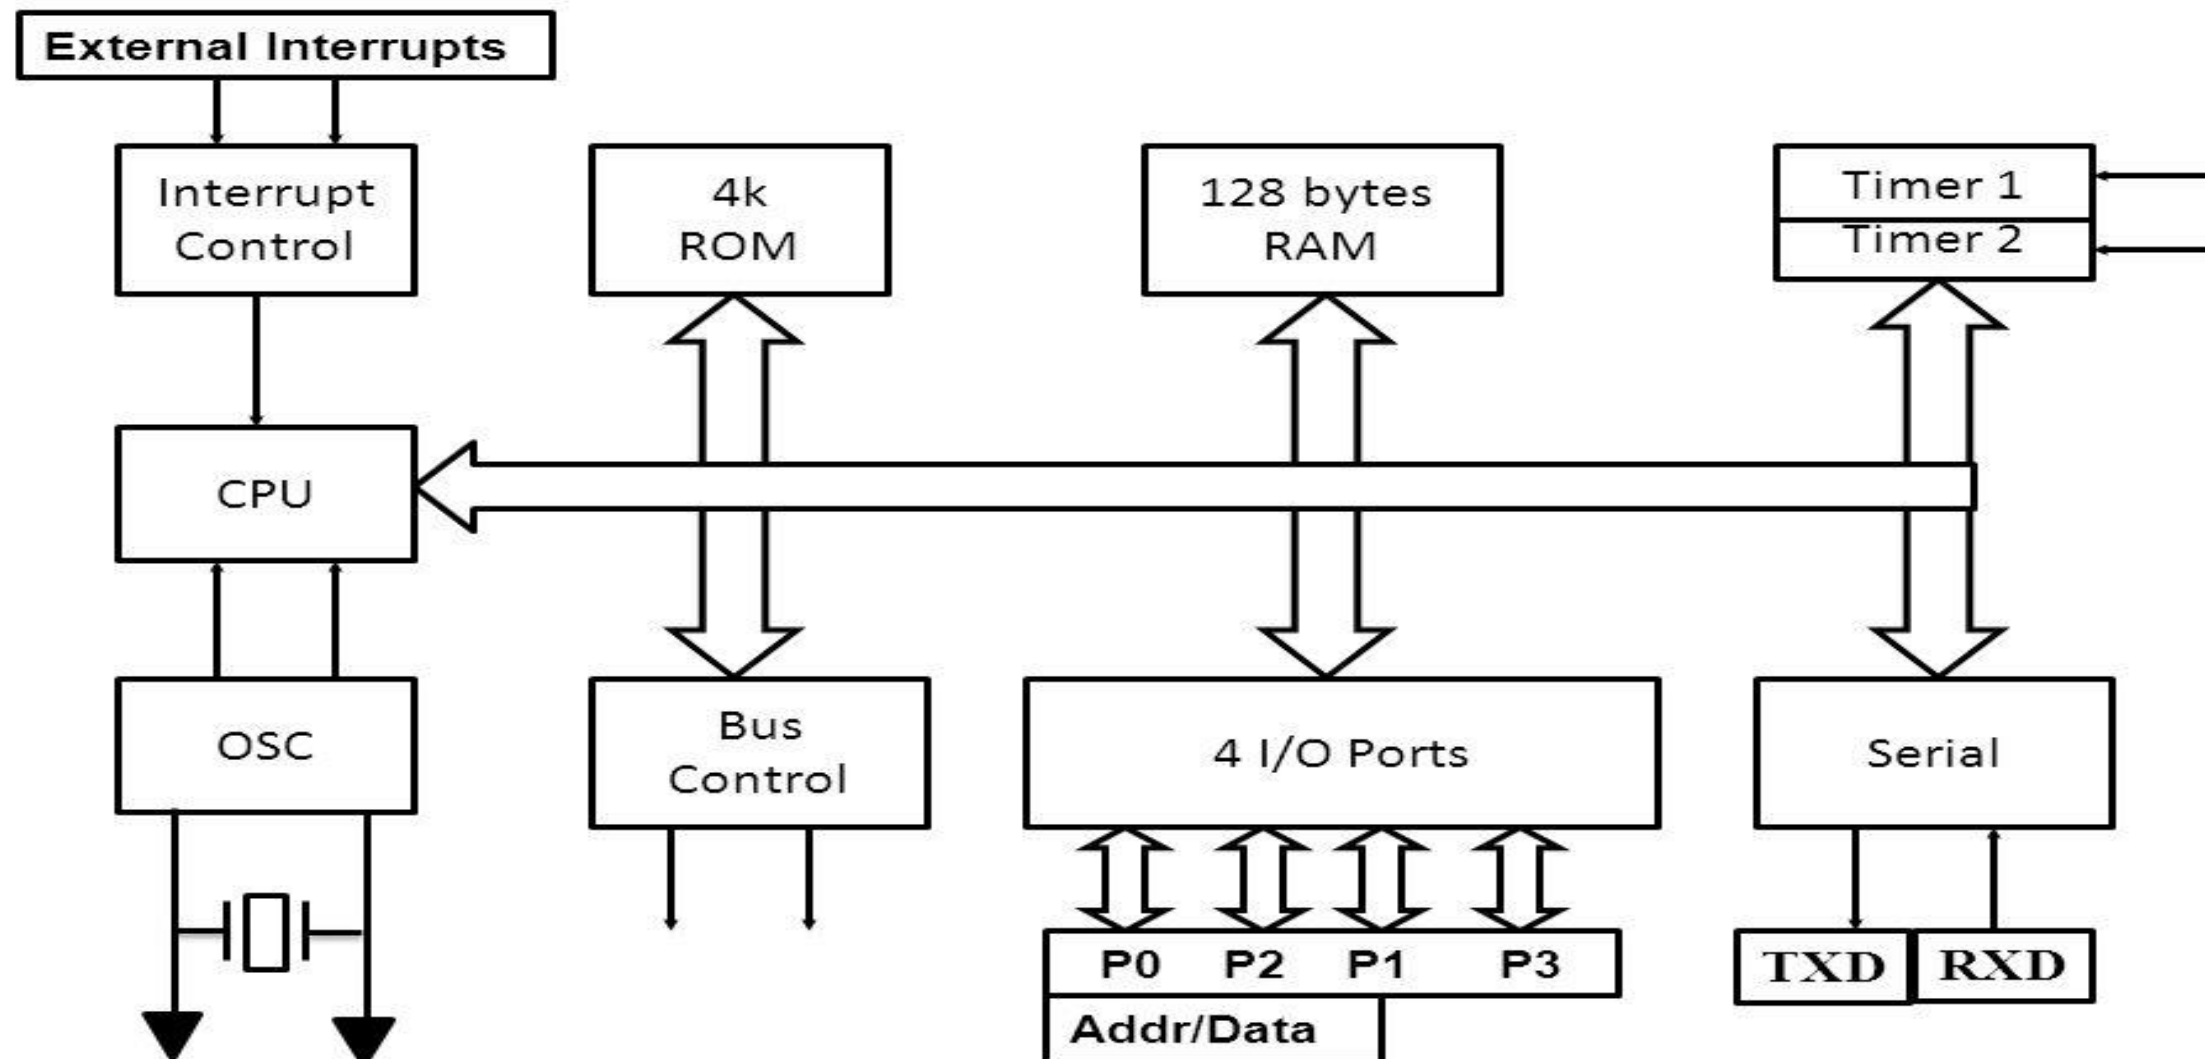 External Interrupts
Interrupt
Control
4k
ROM
128 bytes
RAM
Timer 1
Timer 2
CPU
OSC
Bus
Control
4 I/O Ports
Serial
P0 P2 P1 P3
TXD RXD
Addr/Data